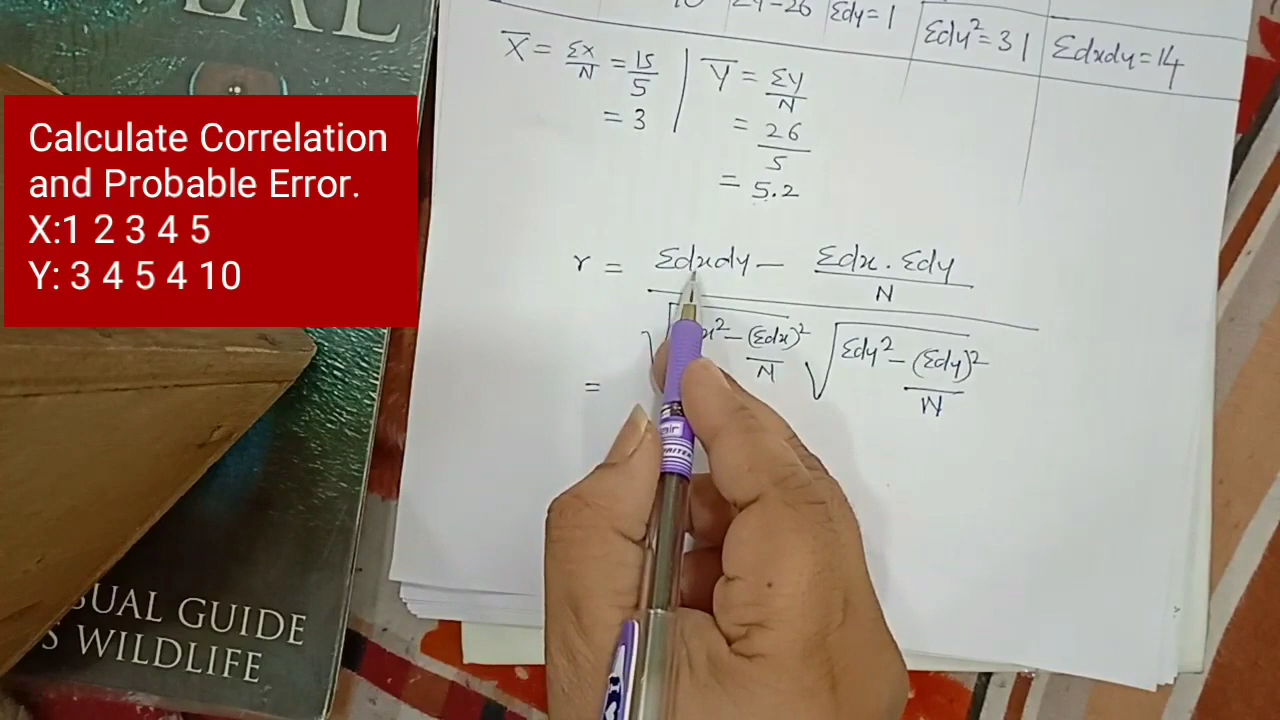 Calculate Correlation
and Probable Error.
X:1 2 3 4 5
Y: 3 4 5 4 10
Σdy = 1
Σdy² = 31
Σdxdy = 14
X̅ = Σx/N = 15/5
= 3
Y̅ = Σy/N
= 26/5
= 5.2
r = Σdxdy – Σdx . Σdy / N
x² – (Σdx)²/N √Σdy² – (Σdy)²/N
=
UAL GUIDE
S WILDLIFE